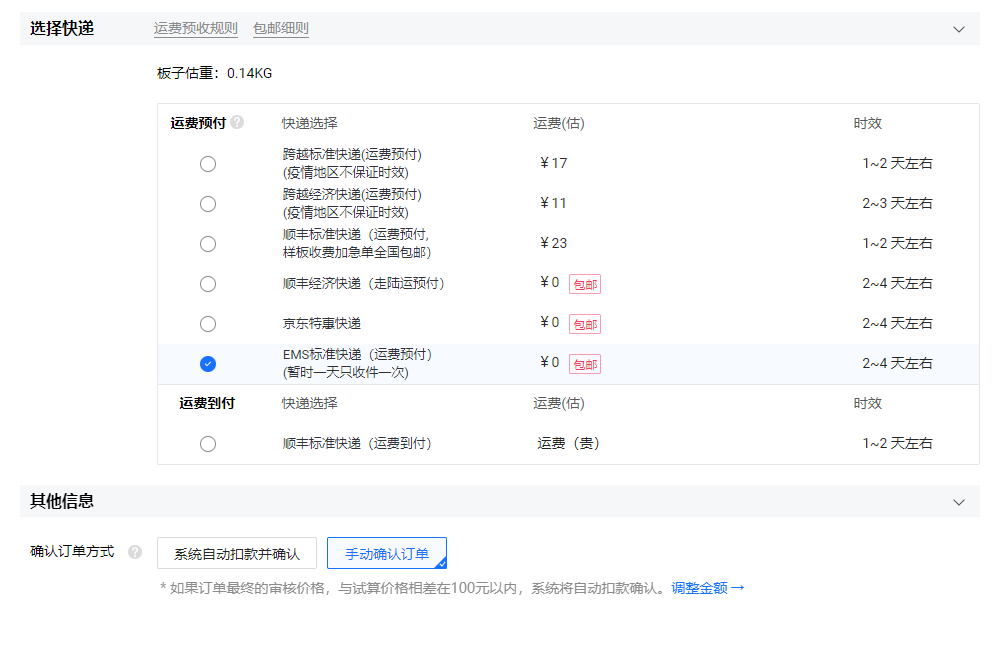 选择快递 运费预收规则 包邮细则
板子估重：0.14KG
运费预付 ? 快递选择 运费(估) 时效
跨越标准快递(运费预付)
(疫情地区不保证时效) ￥17 1~2 天左右
跨越经济快递(运费预付)
(疫情地区不保证时效) ￥11 2~3 天左右
顺丰标准快递（运费预付,
样板收费加急单全国包邮） ￥23 1~2 天左右
顺丰经济快递（走陆运预付） ￥0 包邮 2~4 天左右
京东特惠快递 ￥0 包邮 2~4 天左右
EMS标准快递（运费预付）
(暂时一天只收件一次) ￥0 包邮 2~4 天左右
运费到付 快递选择 运费(估) 时效
顺丰标准快递（运费到付） 运费（贵） 1~2 天左右
其他信息
确认订单方式 ? 系统自动扣款并确认 手动确认订单
* 如果订单最终的审核价格，与试算价格相差在100元以内，系统将自动扣款确认。调整金额→